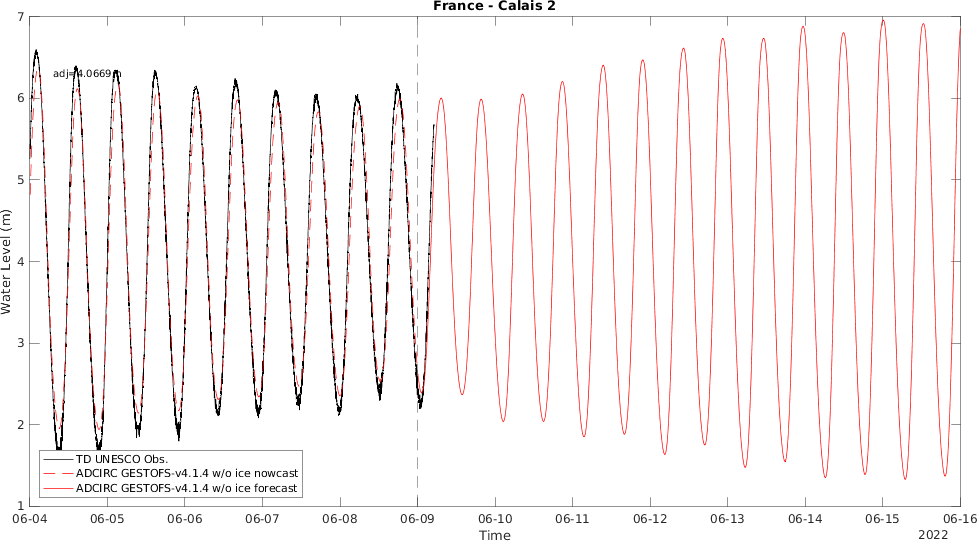 France - Calais 2
adj=4.0669m
7
6
5
4
3
2
1
Water Level (m)
TD UNESCO Obs.
ADCIRC GESTOFS-v4.1.4 w/o ice nowcast
ADCIRC GESTOFS-v4.1.4 w/o ice forecast
06-04 06-05 06-06 06-07 06-08 06-09 06-10 06-11 06-12 06-13 06-14 06-15 06-16
Time
2022